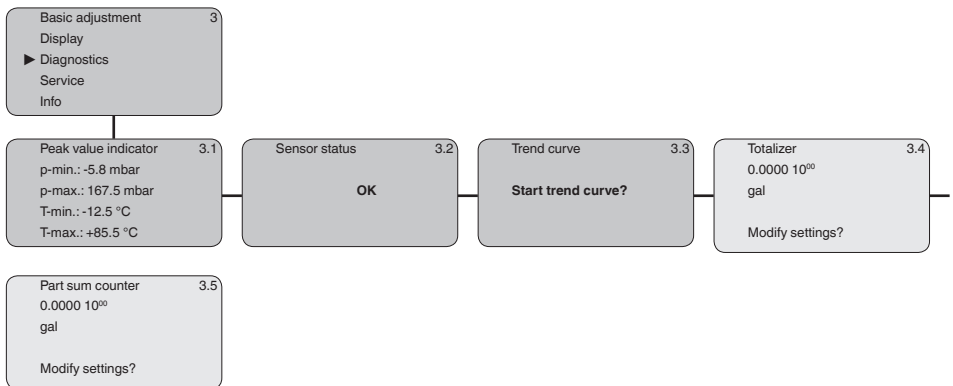 Basic adjustment 3
Display
▶ Diagnostics
Service
Info
Peak value indicator 3.1
p-min.: -5.8 mbar
p-max.: 167.5 mbar
T-min.: -12.5 °C
T-max.: +85.5 °C
Sensor status 3.2
OK
Trend curve 3.3
Start trend curve?
Totalizer 3.4
0.0000 10⁰⁰
gal
Modify settings?
Part sum counter 3.5
0.0000 10⁰⁰
gal
Modify settings?